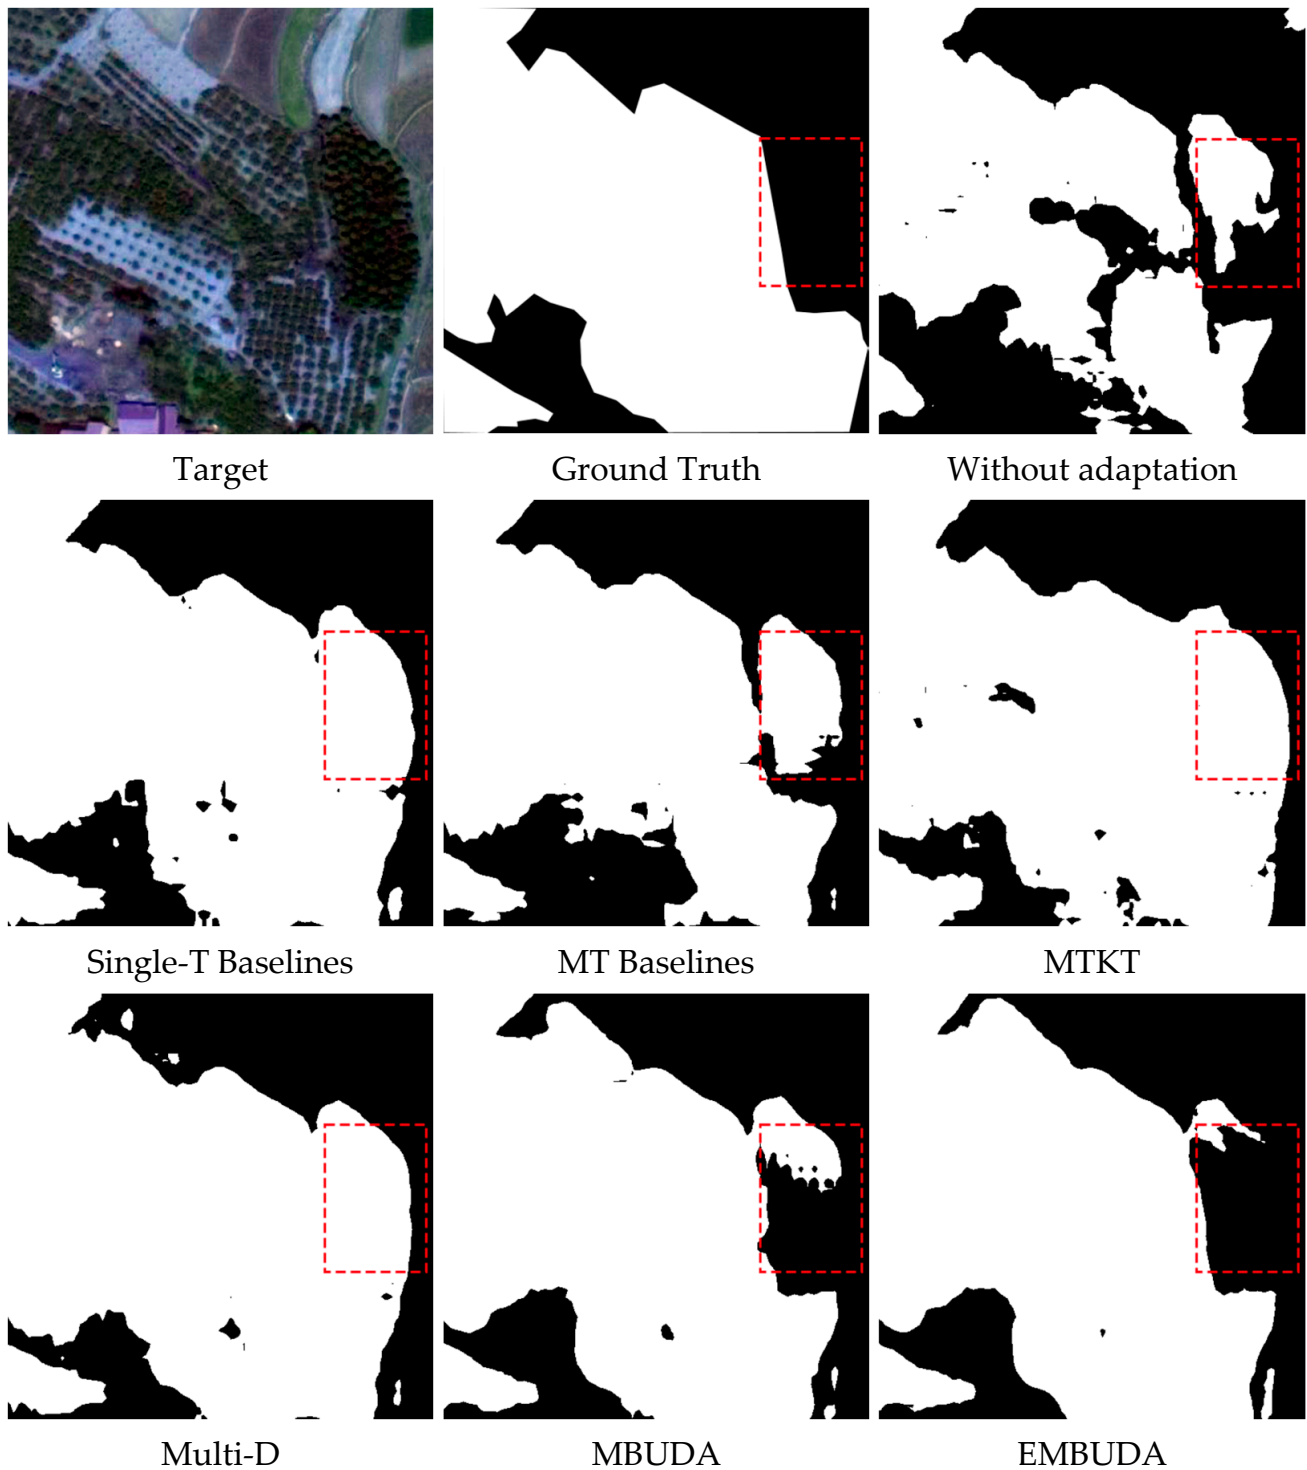 Target
Ground Truth
Without adaptation
Single-T Baselines
MT Baselines
MTKT
Multi-D
MBUDA
EMBUDA